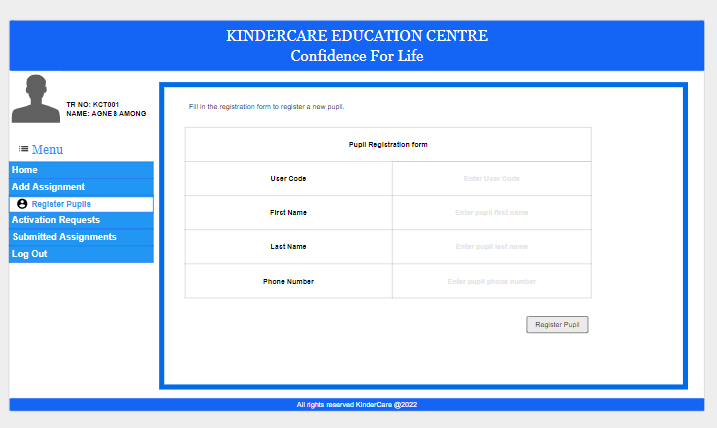 KINDERCARE EDUCATION CENTRE
Confidence For Life
TR NO: KCT001
NAME: AGNES AMONG
Menu
Home
Add Assignment
Register Pupils
Activation Requests
Submitted Assignments
Log Out
Fill in the registration form to register a new pupil.
Pupil Registration form
User Code
Enter User Code
First Name
Enter pupil first name
Last Name
Enter pupil last name
Phone Number
Enter pupil phone number
Register Pupil
All rights reserved KinderCare @2022